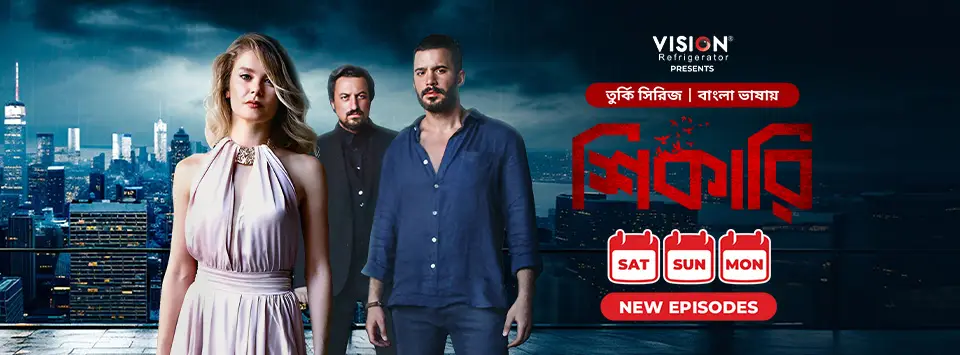 VISION®
Refrigerator
PRESENTS
তুর্কি সিরিজ | বাংলা ভাষায়
শিকারি
SAT SUN MON
NEW EPISODES